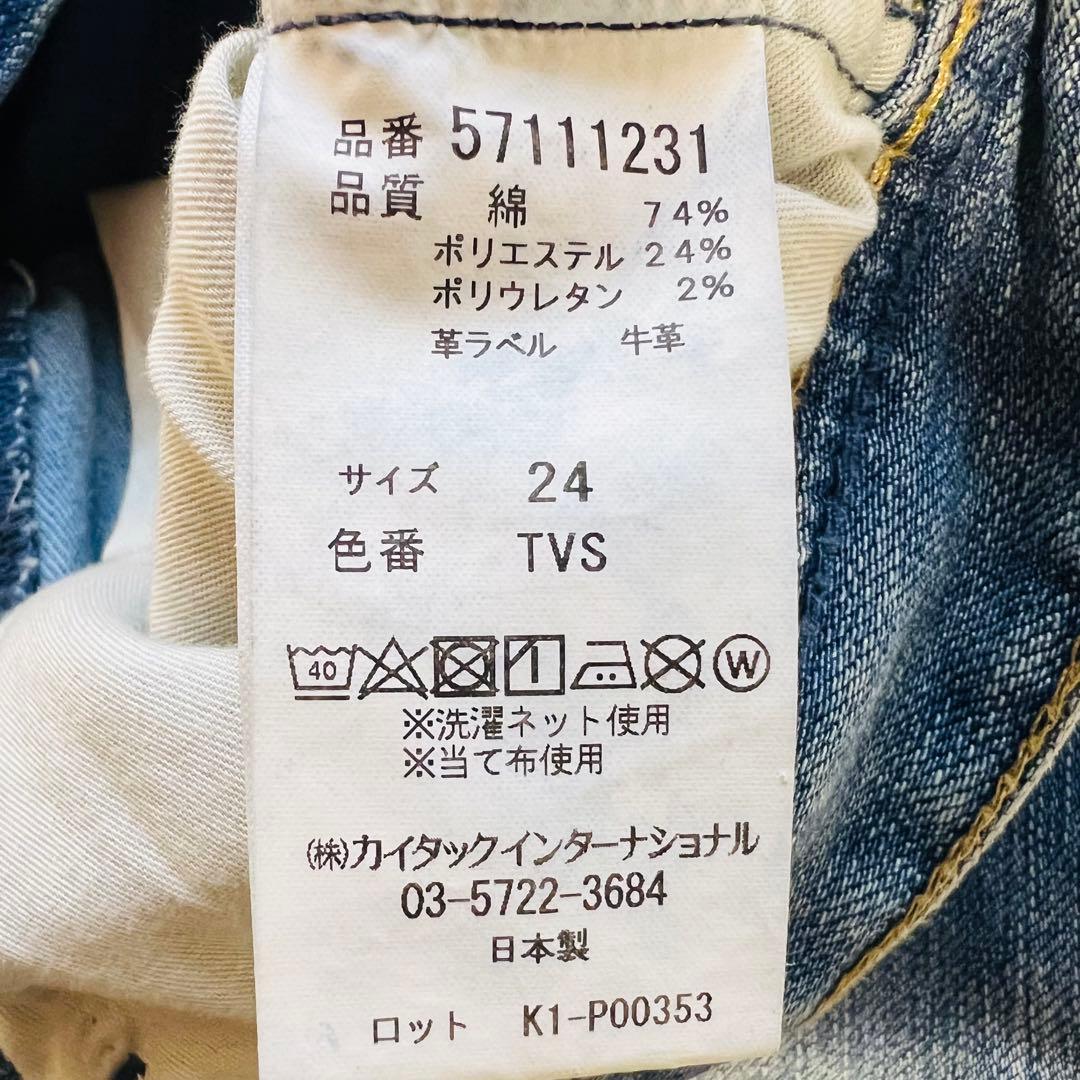 品番 57111231
品質 綿 74%
ポリエステル 24%
ポリウレタン 2%
革ラベル 牛革
サイズ 24
色番 TVS
40 W
※洗濯ネット使用
※当て布使用
(株)カイタックインターナショナル
03-5722-3684
日本製
ロット K1-P00353